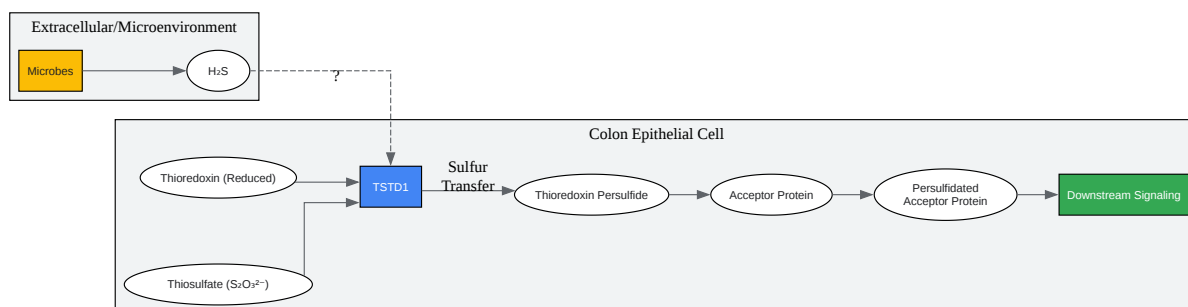 Extracellular/Microenvironment
Microbes
H₂S
?
Colon Epithelial Cell
Thioredoxin (Reduced)
TSTD1
Sulfur
Transfer
Thioredoxin Persulfide
Acceptor Protein
Persulfidated
Acceptor Protein
Downstream Signaling
Thiosulfate (S₂O₃²⁻)